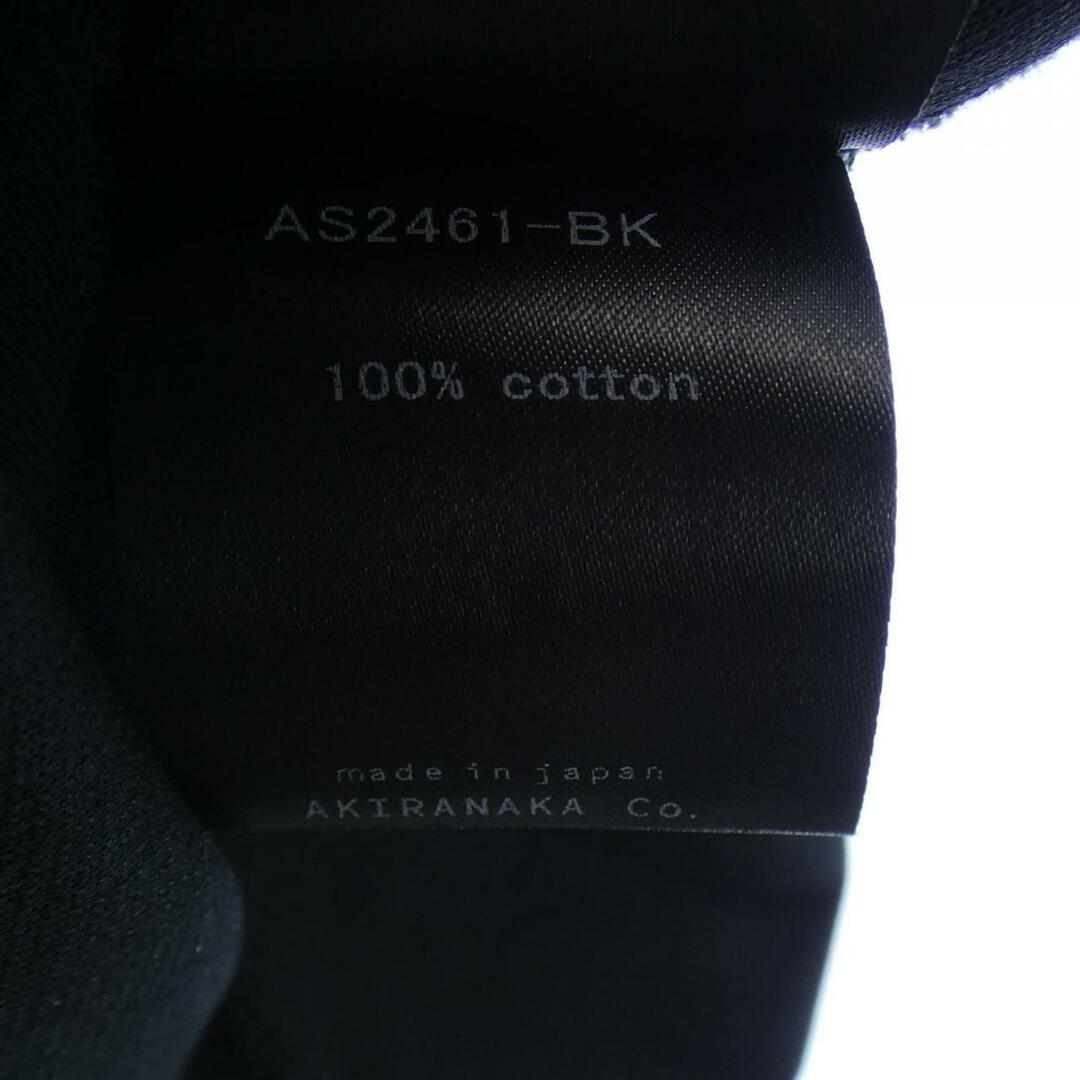 AS2461-BK
100% cotton
made in japan
AKIRANAKA Co.